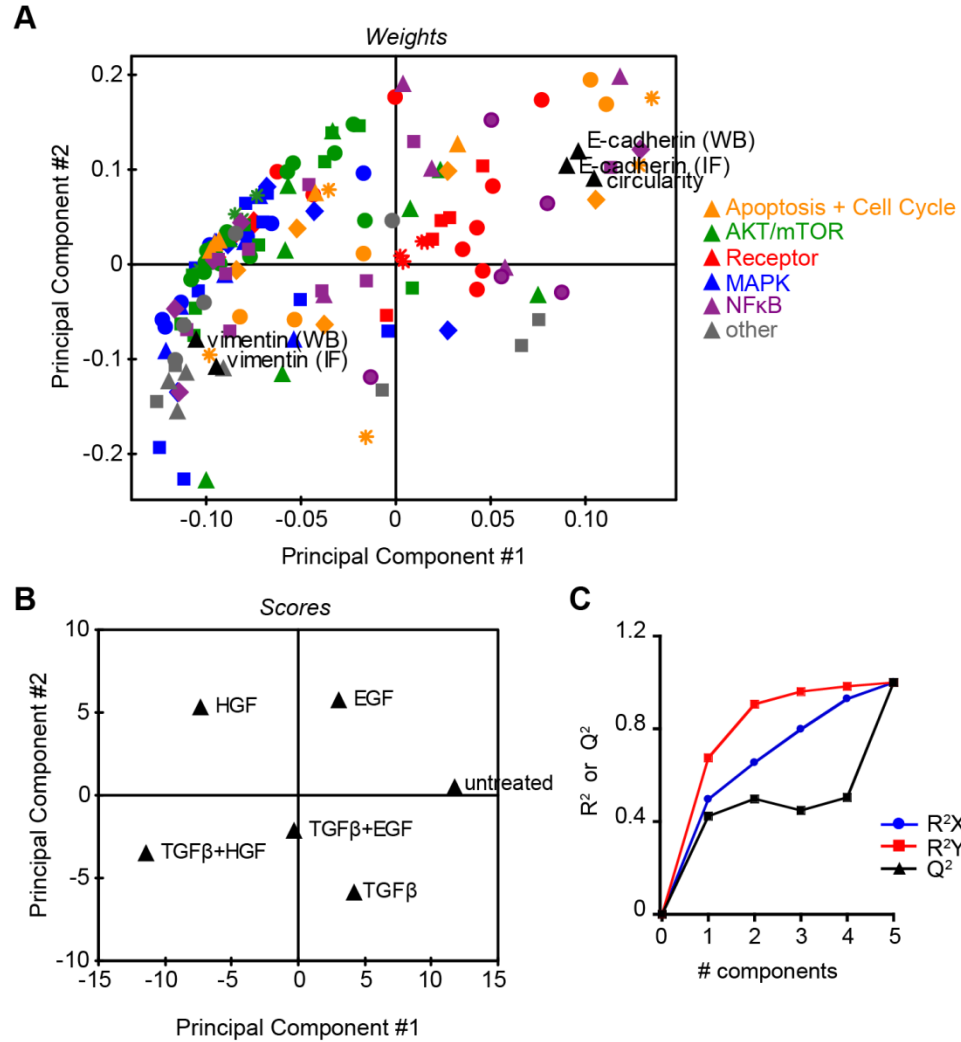 A
Weights
0.2
0.1
0
-0.1
-0.2
Principal Component #2
E-cadherin (WB)
E-cadherin (IF)
circularity
vimentin (WB)
vimentin (IF)
-0.10
-0.05
0
0.05
0.10
Principal Component #1
Apoptosis + Cell Cycle
AKT/mTOR
Receptor
MAPK
NFκB
other
B
Scores
10
5
0
-5
-10
Principal Component #2
HGF
EGF
untreated
TGFβ+EGF
TGFβ+HGF
TGFβ
-15
-10
-5
0
5
10
15
Principal Component #1
C
1.2
0.8
0.4
0
R² or Q²
R²X
R²Y
Q²
0
1
2
3
4
5
# components